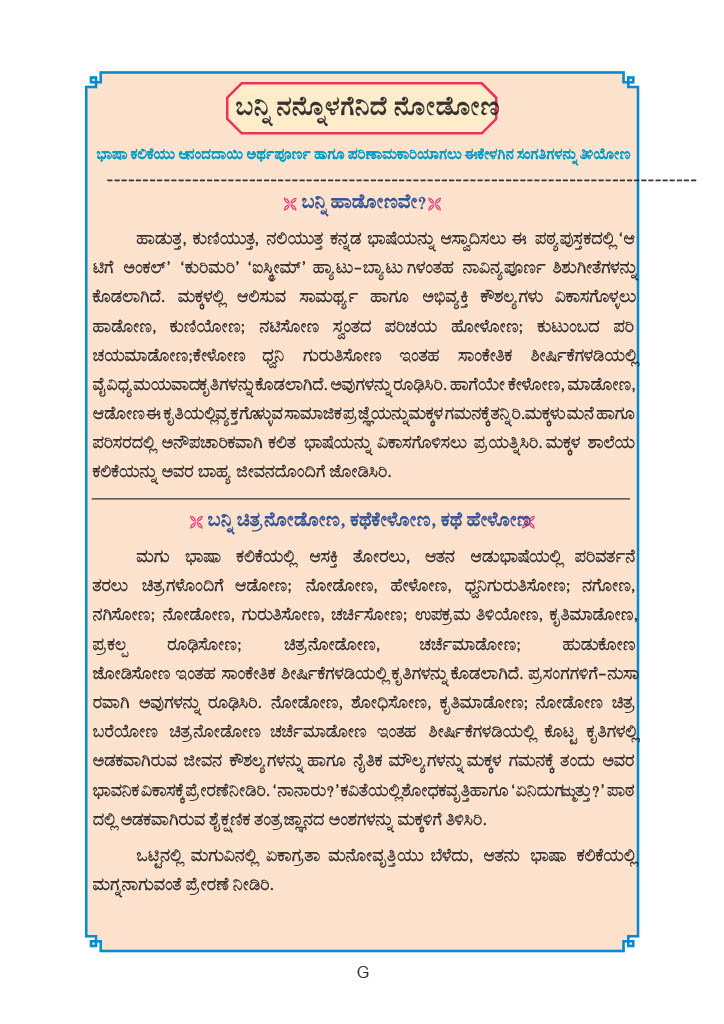 ಬನ್ನಿ ನನ್ನೊಳಗೆನಿದೆ ನೋಡೋಣ
ಭಾಷಾ ಕಲಿಕೆಯು ಆನಂದದಾಯಿ ಅರ್ಥಪೂರ್ಣ ಹಾಗೂ ಪರಿಣಾಮಕಾರಿಯಾಗಲು ಈಕೆಳಗಿನ ಸಂಗತಿಗಳನ್ನು ತಿಳಿಯೋಣ
ಬನ್ನಿ ಹಾಡೋಣವೇ?
ಹಾಡುತ್ತ, ಕುಣಿಯುತ್ತ, ನಲಿಯುತ್ತ ಕನ್ನಡ ಭಾಷೆಯನ್ನು ಆಸ್ವಾದಿಸಲು ಈ ಪಠ್ಯಪುಸ್ತಕದಲ್ಲಿ ‘ಆ
ಟಿಗೆ ಅಂಕಲ್’ ‘ಕುರಿಮರಿ’ ‘ಐಸ್ಕ್ರೀಮ್’ ಹ್ಯಾಟು-ಬ್ಯಾಟು ಗಳಂತಹ ನಾವಿನ್ಯಪೂರ್ಣ ಶಿಶುಗೀತೆಗಳನ್ನು
ಕೊಡಲಾಗಿದೆ. ಮಕ್ಕಳಲ್ಲಿ ಆಲಿಸುವ ಸಾಮರ್ಥ್ಯ ಹಾಗೂ ಅಭಿವ್ಯಕ್ತಿ ಕೌಶಲ್ಯಗಳು ವಿಕಾಸಗೊಳ್ಳಲು
ಹಾಡೋಣ, ಕುಣಿಯೋಣ; ನಟಿಸೋಣ ಸ್ವಂತದ ಪರಿಚಯ ಹೇಳೋಣ; ಕುಟುಂಬದ ಪರಿ
ಚಯಮಾಡೋಣ;ಕೇಳೋಣ ಧ್ವನಿ ಗುರುತಿಸೋಣ ಇಂತಹ ಸಾಂಕೇತಿಕ ಶೀರ್ಷಿಕೆಗಳಡಿಯಲ್ಲಿ
ವೈವಿಧ್ಯಮಯವಾದಕೃತಿಗಳನ್ನುಕೊಡಲಾಗಿದೆ. ಅವುಗಳನ್ನು ರೂಢಿಸಿರಿ. ಹಾಗೆಯೇ ಕೇಳೋಣ, ಮಾಡೋಣ,
ಆಡೋಣ ಈ ಕೃತಿಯಲ್ಲಿವ್ಯಕ್ತಗೊಳ್ಳುವ ಸಾಮಾಜಿಕ ಪ್ರಜ್ಞೆಯನ್ನುಮಕ್ಕಳ ಗಮನಕ್ಕೆತನ್ನಿರಿ.ಮಕ್ಕಳು ಮನೆ ಹಾಗೂ
ಪರಿಸರದಲ್ಲಿ ಅನೌಪಚಾರಿಕವಾಗಿ ಕಲಿತ ಭಾಷೆಯನ್ನು ವಿಕಾಸಗೊಳಿಸಲು ಪ್ರಯತ್ನಿಸಿರಿ. ಮಕ್ಕಳ ಶಾಲೆಯ
ಕಲಿಕೆಯನ್ನು ಅವರ ಬಾಹ್ಯ ಜೀವನದೊಂದಿಗೆ ಜೋಡಿಸಿರಿ.
ಬನ್ನಿ ಚಿತ್ರನೋಡೋಣ, ಕಥೆಕೇಳೋಣ, ಕಥೆ ಹೇಳೋಣ
ಮಗು ಭಾಷಾ ಕಲಿಕೆಯಲ್ಲಿ ಆಸಕ್ತಿ ತೋರಲು, ಆತನ ಆಡುಭಾಷೆಯಲ್ಲಿ ಪರಿವರ್ತನೆ
ತರಲು ಚಿತ್ರಗಳೊಂದಿಗೆ ಆಡೋಣ; ನೋಡೋಣ, ಹೇಳೋಣ, ಧ್ವನಿಗುರುತಿಸೋಣ; ನಗೋಣ,
ನಗಿಸೋಣ; ನೋಡೋಣ, ಗುರುತಿಸೋಣ, ಚರ್ಚಿಸೋಣ; ಉಪಕ್ರಮ ತಿಳಿಯೋಣ, ಕೃತಿಮಾಡೋಣ,
ಪ್ರಕಲ್ಪ ರೂಢಿಸೋಣ; ಚಿತ್ರನೋಡೋಣ, ಚರ್ಚೆಮಾಡೋಣ; ಹುಡುಕೋಣ
ಜೋಡಿಸೋಣ ಇಂತಹ ಸಾಂಕೇತಿಕ ಶೀರ್ಷಿಕೆಗಳಡಿಯಲ್ಲಿ ಕೃತಿಗಳನ್ನು ಕೊಡಲಾಗಿದೆ. ಪ್ರಸಂಗಗಳಿಗೆ-ನುಸಾ
ರವಾಗಿ ಅವುಗಳನ್ನು ರೂಢಿಸಿರಿ. ನೋಡೋಣ, ಶೋಧಿಸೋಣ, ಕೃತಿಮಾಡೋಣ; ನೋಡೋಣ ಚಿತ್ರ
ಬರೆಯೋಣ ಚಿತ್ರನೋಡೋಣ ಚರ್ಚೆಮಾಡೋಣ ಇಂತಹ ಶೀರ್ಷಿಕೆಗಳಡಿಯಲ್ಲಿ ಕೊಟ್ಟ ಕೃತಿಗಳಲ್ಲಿ
ಅಡಕವಾಗಿರುವ ಜೀವನ ಕೌಶಲ್ಯಗಳನ್ನು ಹಾಗೂ ನೈತಿಕ ಮೌಲ್ಯಗಳನ್ನು ಮಕ್ಕಳ ಗಮನಕ್ಕೆ ತಂದು ಅವರ
ಭಾವನಿಕ ವಿಕಾಸಕ್ಕೆಪ್ರೇರಣೆನೀಡಿರಿ. ‘ನಾನಾರು?’ ಕವಿತೆಯಲ್ಲಿಶೋಧಕವೃತ್ತಿಹಾಗೂ ‘ಏನಿದುಗಮ್ಮತ್ತು?’ ಪಾಠ
ದಲ್ಲಿ ಅಡಕವಾಗಿರುವ ಶೈಕ್ಷಣಿಕ ತಂತ್ರಜ್ಞಾನದ ಅಂಶಗಳನ್ನು ಮಕ್ಕಳಿಗೆ ತಿಳಿಸಿರಿ.
ಒಟ್ಟಿನಲ್ಲಿ ಮಗುವಿನಲ್ಲಿ ಏಕಾಗ್ರತಾ ಮನೋವೃತ್ತಿಯು ಬೆಳೆದು, ಆತನು ಭಾಷಾ ಕಲಿಕೆಯಲ್ಲಿ
ಮಗ್ನನಾಗುವಂತೆ ಪ್ರೇರಣೆ ನೀಡಿರಿ.
G